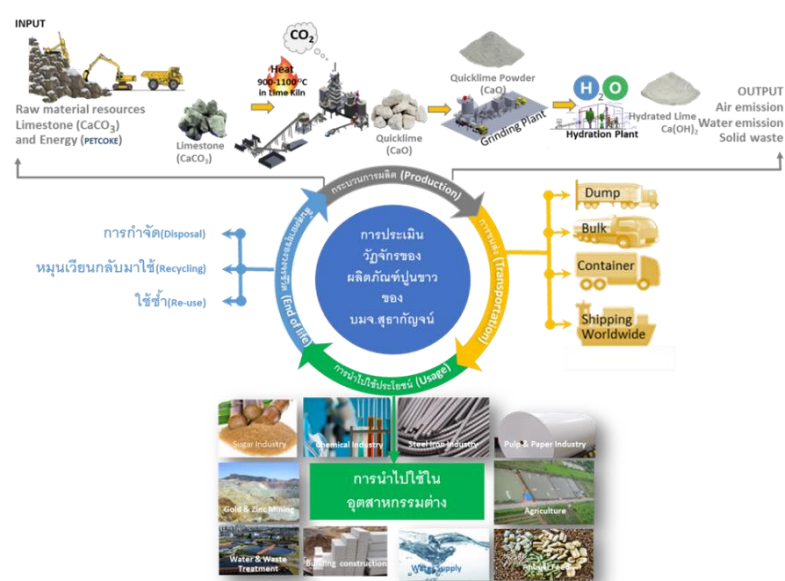 INPUT
CO₂
Heat
900-1100°C
in Lime Kiln
Raw material resources
Limestone (CaCO₃)
and Energy (PETCOKE)
Limestone
(CaCO₃)
Quicklime
(CaO)
Quicklime Powder
(CaO)
Grinding Plant
H₂O
Hydration Plant
Hydrated Lime
Ca(OH)₂
OUTPUT
Air emission
Water emission
Solid waste
กระบวนการผลิต (Production)
การขนส่ง (Transportation)
การนำไปใช้ประโยชน์ (Usage)
(End of life)
การประเมิน
วัฏจักรของ
ผลิตภัณฑ์ปูนขาว
ของ
บมจ.สุธากัญจน์
การกำจัด(Disposal)
หมุนเวียนกลับมาใช้(Recycling)
ใช้ซ้ำ(Re-use)
Dump
Bulk
Container
Shipping
Worldwide
Sugar Industry
Chemical Industry
Steel Iron Industry
Pulp & Paper Industry
Gold & Zinc Mining
การนำไปใช้ใน
อุตสาหกรรมต่าง
Agriculture
Water & Waste
Treatment
Building construction
Water Supply
Animal Feed